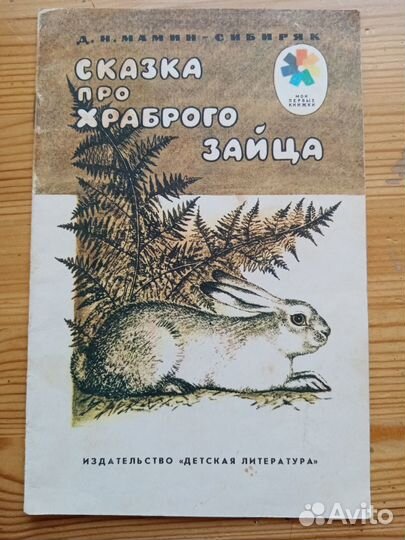 Д. Н. МАМИН-СИБИРЯК
СКАЗКА
ПРО
ХРАБРОГО
ЗАЙЦА
МОИ
ПЕРВЫЕ
КНИЖКИ
ИЗДАТЕЛЬСТВО «ДЕТСКАЯ ЛИТЕРАТУРА»
Avito